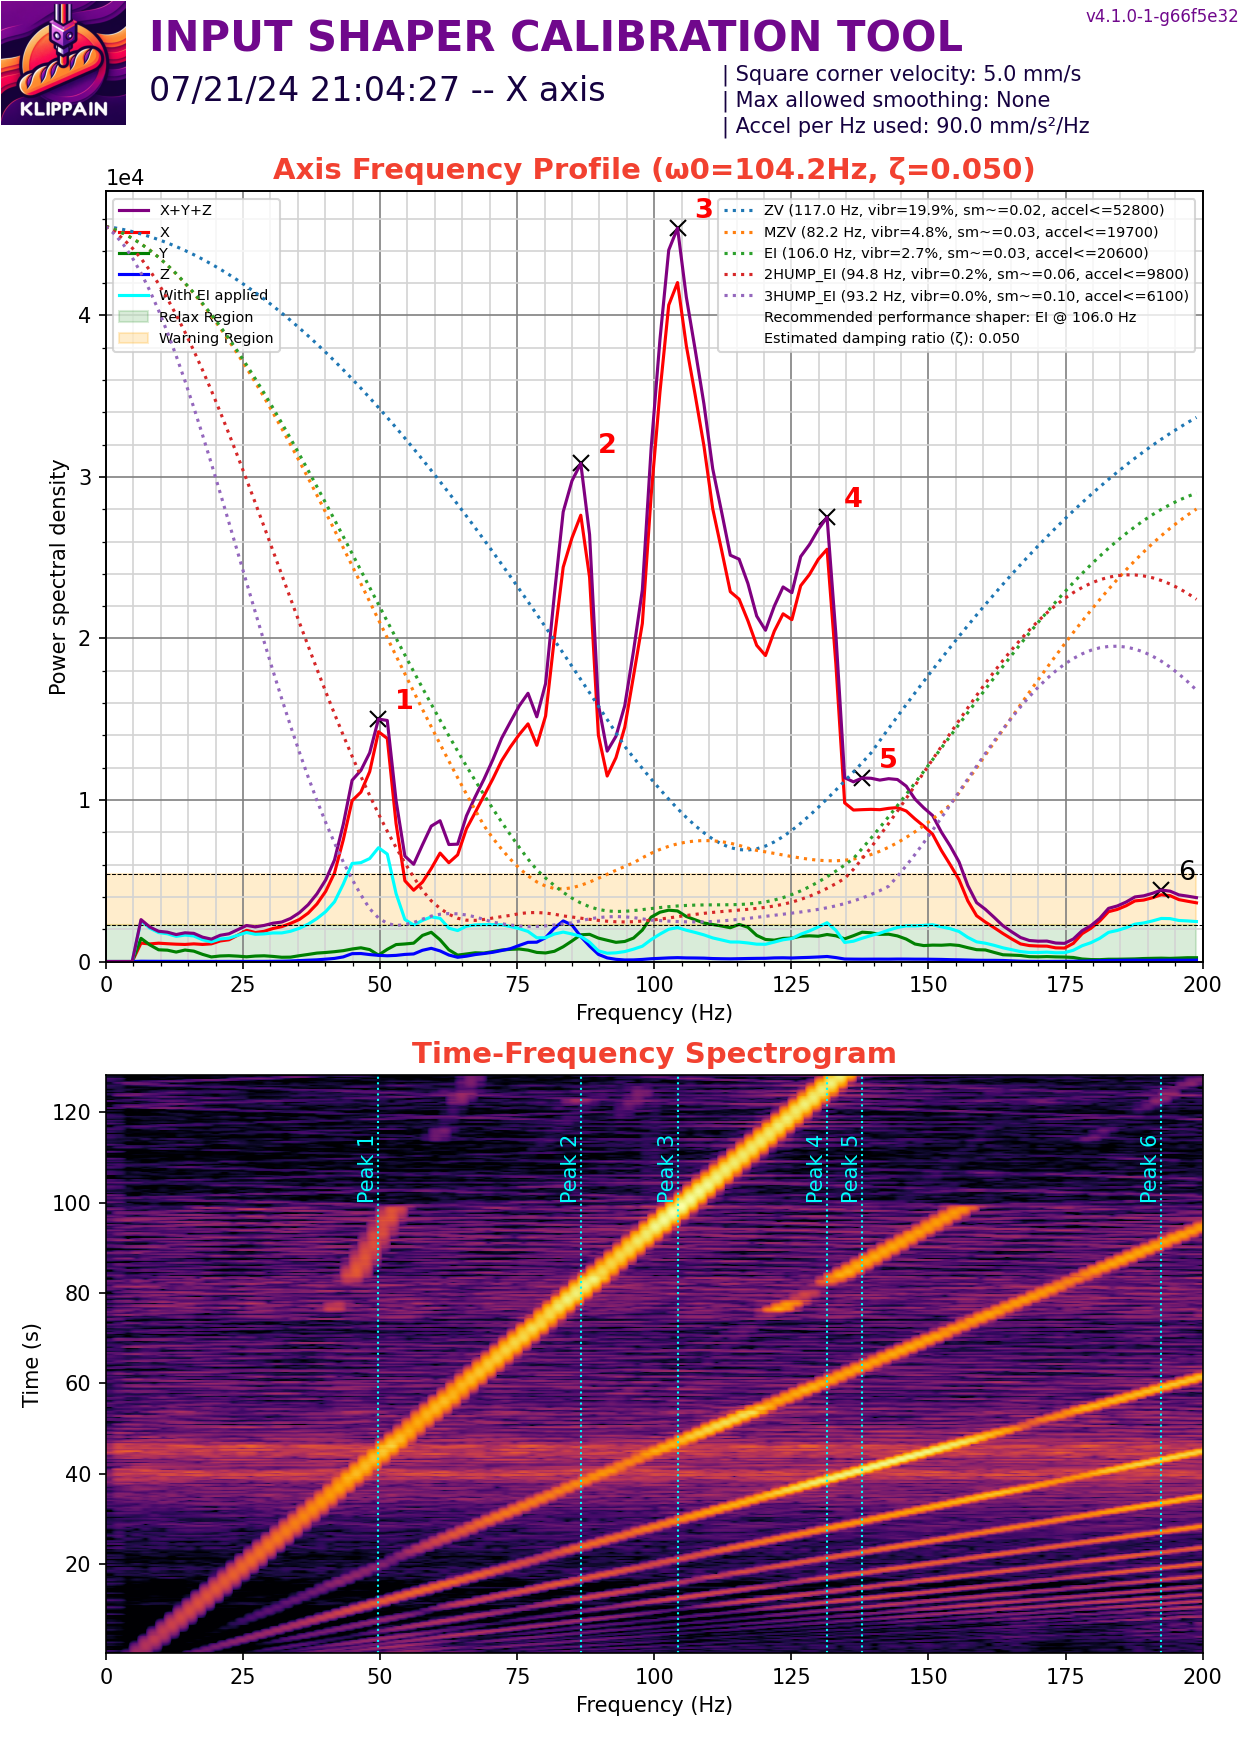 v4.1.0-1-g66f5e32
INPUT SHAPER CALIBRATION TOOL
07/21/24 21:04:27 -- X axis
| Square corner velocity: 5.0 mm/s
| Max allowed smoothing: None
| Accel per Hz used: 90.0 mm/s²/Hz
KLIPPAIN
Axis Frequency Profile (ω0=104.2Hz, ζ=0.050)
1e4
X+Y+Z
X
Y
Z
With EI applied
Relax Region
Warning Region
ZV (117.0 Hz, vibr=19.9%, sm~=0.02, accel<=52800)
MZV (82.2 Hz, vibr=4.8%, sm~=0.03, accel<=19700)
EI (106.0 Hz, vibr=2.7%, sm~=0.03, accel<=20600)
2HUMP_EI (94.8 Hz, vibr=0.2%, sm~=0.06, accel<=9800)
3HUMP_EI (93.2 Hz, vibr=0.0%, sm~=0.10, accel<=6100)
Recommended performance shaper: EI @ 106.0 Hz
Estimated damping ratio (ζ): 0.050
1
2
3
4
5
6
Power spectral density
4
3
2
1
0
0 25 50 75 100 125 150 175 200
Frequency (Hz)
Time-Frequency Spectrogram
Peak 1
Peak 2
Peak 3
Peak 4
Peak 5
Peak 6
Time (s)
120
100
80
60
40
20
0 25 50 75 100 125 150 175 200
Frequency (Hz)